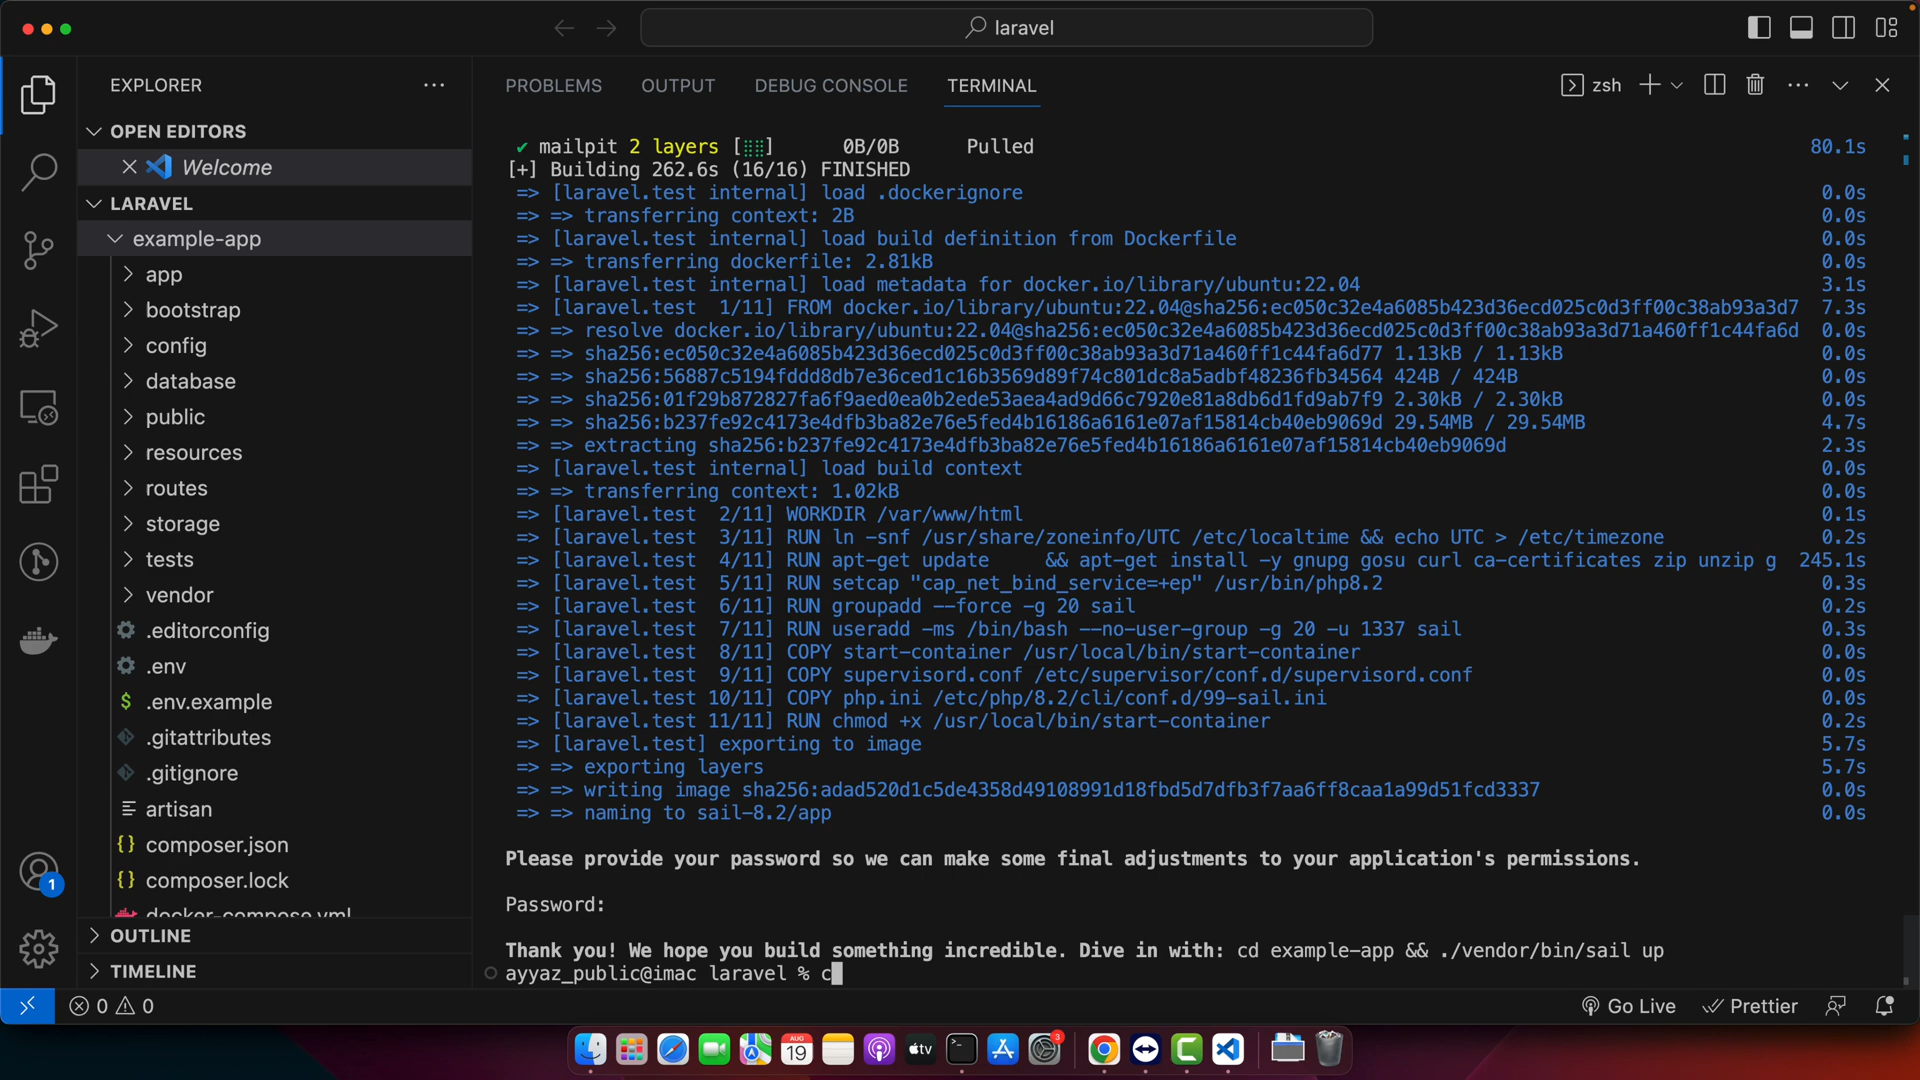 laravel
EXPLORER
OPEN EDITORS
Welcome
LARAVEL
example-app
app
bootstrap
config
database
public
resources
routes
storage
tests
vendor
.editorconfig
.env
$ .env.example
.gitattributes
.gitignore
artisan
{} composer.json
{} composer.lock
docker-compose.yml
OUTLINE
TIMELINE
PROBLEMS OUTPUT DEBUG CONSOLE TERMINAL zsh
✔ mailpit 2 layers [⣿⣿] 0B/0B Pulled 80.1s
[+] Building 262.6s (16/16) FINISHED
=> [laravel.test internal] load .dockerignore 0.0s
=> => transferring context: 2B 0.0s
=> [laravel.test internal] load build definition from Dockerfile 0.0s
=> => transferring dockerfile: 2.81kB 0.0s
=> [laravel.test internal] load metadata for docker.io/library/ubuntu:22.04 3.1s
=> [laravel.test 1/11] FROM docker.io/library/ubuntu:22.04@sha256:ec050c32e4a6085b423d36ecd025c0d3ff00c38ab93a3d7 7.3s
=> => resolve docker.io/library/ubuntu:22.04@sha256:ec050c32e4a6085b423d36ecd025c0d3ff00c38ab93a3d71a460ff1c44fa6d 0.0s
=> => sha256:ec050c32e4a6085b423d36ecd025c0d3ff00c38ab93a3d71a460ff1c44fa6d77 1.13kB / 1.13kB 0.0s
=> => sha256:56887c5194fddd8db7e36ced1c16b3569d89f74c801dc8a5adbf48236fb34564 424B / 424B 0.0s
=> => sha256:01f29b872827fa6f9aed0ea0b2ede53aea4ad9d66c7920e81a8db6d1fd9ab7f9 2.30kB / 2.30kB 0.0s
=> => sha256:b237fe92c4173e4dfb3ba82e76e5fed4b16186a6161e07af15814cb40eb9069d 29.54MB / 29.54MB 4.7s
=> => extracting sha256:b237fe92c4173e4dfb3ba82e76e5fed4b16186a6161e07af15814cb40eb9069d 2.3s
=> [laravel.test internal] load build context 0.0s
=> => transferring context: 1.02kB 0.0s
=> [laravel.test 2/11] WORKDIR /var/www/html 0.1s
=> [laravel.test 3/11] RUN ln -snf /usr/share/zoneinfo/UTC /etc/localtime && echo UTC > /etc/timezone 0.2s
=> [laravel.test 4/11] RUN apt-get update && apt-get install -y gnupg gosu curl ca-certificates zip unzip g 245.1s
=> [laravel.test 5/11] RUN setcap "cap_net_bind_service=+ep" /usr/bin/php8.2 0.3s
=> [laravel.test 6/11] RUN groupadd --force -g 20 sail 0.2s
=> [laravel.test 7/11] RUN useradd -ms /bin/bash --no-user-group -g 20 -u 1337 sail 0.3s
=> [laravel.test 8/11] COPY start-container /usr/local/bin/start-container 0.0s
=> [laravel.test 9/11] COPY supervisord.conf /etc/supervisor/conf.d/supervisord.conf 0.0s
=> [laravel.test 10/11] COPY php.ini /etc/php/8.2/cli/conf.d/99-sail.ini 0.0s
=> [laravel.test 11/11] RUN chmod +x /usr/local/bin/start-container 0.2s
=> [laravel.test] exporting to image 5.7s
=> => exporting layers 5.7s
=> => writing image sha256:adad520d1c5de4358d49108991d18fbd5d7dfb3f7aa6ff8caa1a99d51fcd3337 0.0s
=> => naming to sail-8.2/app 0.0s
Please provide your password so we can make some final adjustments to your application's permissions.
Password:
Thank you! We hope you build something incredible. Dive in with: cd example-app && ./vendor/bin/sail up
ayyaz_public@imac laravel % c
1
0 0
Go Live Prettier
AUG
19
tv
3